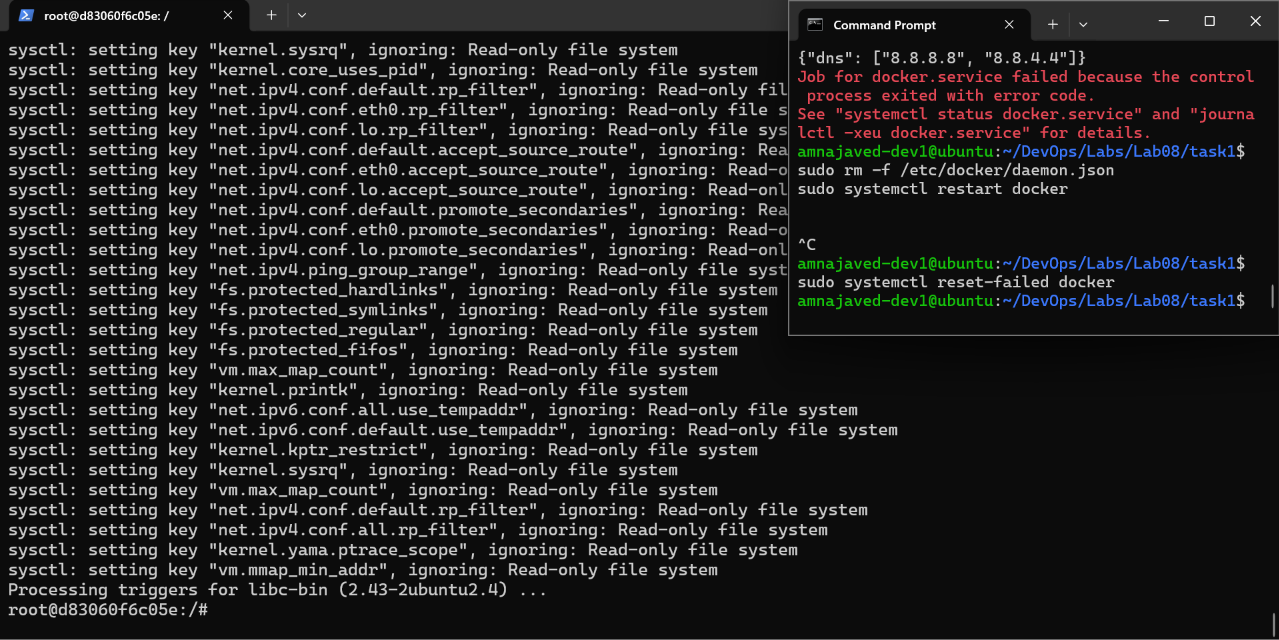 root@d83060f6c05e: /
sysctl: setting key "kernel.sysrq", ignoring: Read-only file system
sysctl: setting key "kernel.core_uses_pid", ignoring: Read-only file system
sysctl: setting key "net.ipv4.conf.default.rp_filter", ignoring: Read-only fil
sysctl: setting key "net.ipv4.conf.eth0.rp_filter", ignoring: Read-only file s
sysctl: setting key "net.ipv4.conf.lo.rp_filter", ignoring: Read-only file sys
sysctl: setting key "net.ipv4.conf.default.accept_source_route", ignoring: Rea
sysctl: setting key "net.ipv4.conf.eth0.accept_source_route", ignoring: Read-o
sysctl: setting key "net.ipv4.conf.lo.accept_source_route", ignoring: Read-onl
sysctl: setting key "net.ipv4.conf.default.promote_secondaries", ignoring: Rea
sysctl: setting key "net.ipv4.conf.eth0.promote_secondaries", ignoring: Read-o
sysctl: setting key "net.ipv4.conf.lo.promote_secondaries", ignoring: Read-onl
sysctl: setting key "net.ipv4.ping_group_range", ignoring: Read-only file syst
sysctl: setting key "fs.protected_hardlinks", ignoring: Read-only file system
sysctl: setting key "fs.protected_symlinks", ignoring: Read-only file system
sysctl: setting key "fs.protected_regular", ignoring: Read-only file system
sysctl: setting key "fs.protected_fifos", ignoring: Read-only file system
sysctl: setting key "vm.max_map_count", ignoring: Read-only file system
sysctl: setting key "kernel.printk", ignoring: Read-only file system
sysctl: setting key "net.ipv6.conf.all.use_tempaddr", ignoring: Read-only file system
sysctl: setting key "net.ipv6.conf.default.use_tempaddr", ignoring: Read-only file system
sysctl: setting key "kernel.kptr_restrict", ignoring: Read-only file system
sysctl: setting key "kernel.sysrq", ignoring: Read-only file system
sysctl: setting key "vm.max_map_count", ignoring: Read-only file system
sysctl: setting key "net.ipv4.conf.default.rp_filter", ignoring: Read-only file system
sysctl: setting key "net.ipv4.conf.all.rp_filter", ignoring: Read-only file system
sysctl: setting key "kernel.yama.ptrace_scope", ignoring: Read-only file system
sysctl: setting key "vm.mmap_min_addr", ignoring: Read-only file system
Processing triggers for libc-bin (2.43-2ubuntu2.4) ...
root@d83060f6c05e:/#
Command Prompt
{"dns": ["8.8.8.8", "8.8.4.4"]}
Job for docker.service failed because the control
process exited with error code.
See "systemctl status docker.service" and "journa
lctl -xeu docker.service" for details.
amnajaved-dev1@ubuntu:~/DevOps/Labs/Lab08/task1$
sudo rm -f /etc/docker/daemon.json
sudo systemctl restart docker
^C
amnajaved-dev1@ubuntu:~/DevOps/Labs/Lab08/task1$
sudo systemctl reset-failed docker
amnajaved-dev1@ubuntu:~/DevOps/Labs/Lab08/task1$